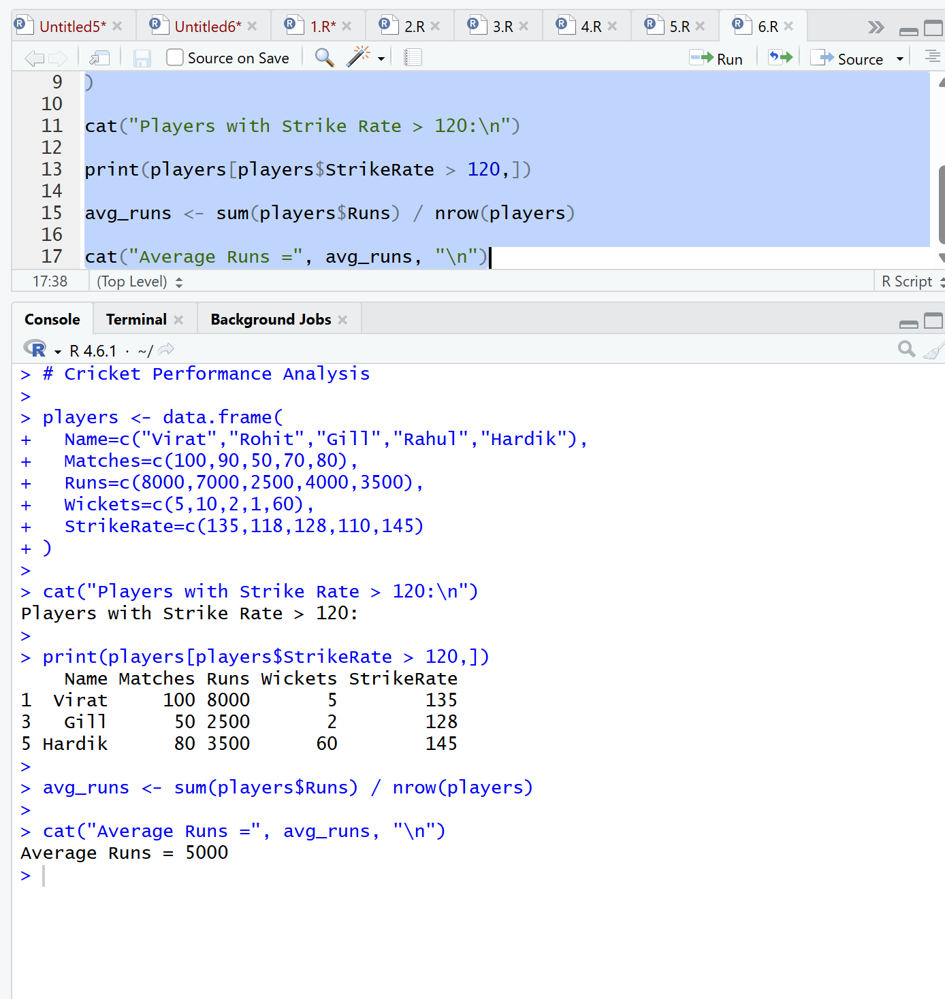 Untitled5* Untitled6* 1.R* 2.R 3.R 4.R 5.R 6.R
Source on Save Run Source
9 )
10
11 cat("Players with Strike Rate > 120:\n")
12
13 print(players[players$StrikeRate > 120,])
14
15 avg_runs <- sum(players$Runs) / nrow(players)
16
17 cat("Average Runs =", avg_runs, "\n")
17:38 (Top Level) R Script
Console Terminal Background Jobs
R 4.6.1 · ~/
> # Cricket Performance Analysis
>
> players <- data.frame(
+   Name=c("Virat","Rohit","Gill","Rahul","Hardik"),
+   Matches=c(100,90,50,70,80),
+   Runs=c(8000,7000,2500,4000,3500),
+   Wickets=c(5,10,2,1,60),
+   StrikeRate=c(135,118,128,110,145)
+ )
>
> cat("Players with Strike Rate > 120:\n")
Players with Strike Rate > 120:
>
> print(players[players$StrikeRate > 120,])
    Name Matches Runs Wickets StrikeRate
1  Virat     100 8000       5        135
3   Gill      50 2500       2        128
5 Hardik      80 3500      60        145
>
> avg_runs <- sum(players$Runs) / nrow(players)
>
> cat("Average Runs =", avg_runs, "\n")
Average Runs = 5000
>